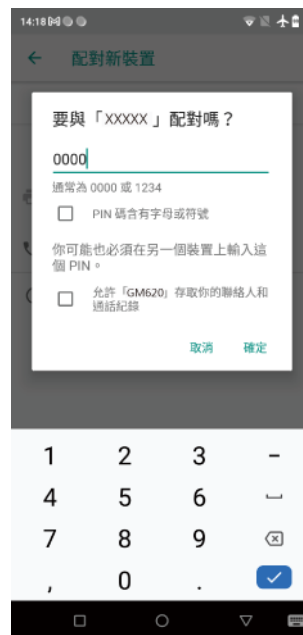 14:18
配對新裝置
要與「XXXXX 」配對嗎？
0000
通常為 0000 或 1234
PIN 碼含有字母或符號
你可能也必須在另一個裝置上輸入這
個 PIN。
允許「GM620」存取你的聯絡人和
通話紀錄
取消 確定
1 2 3 −
4 5 6
7 8 9
, 0 .